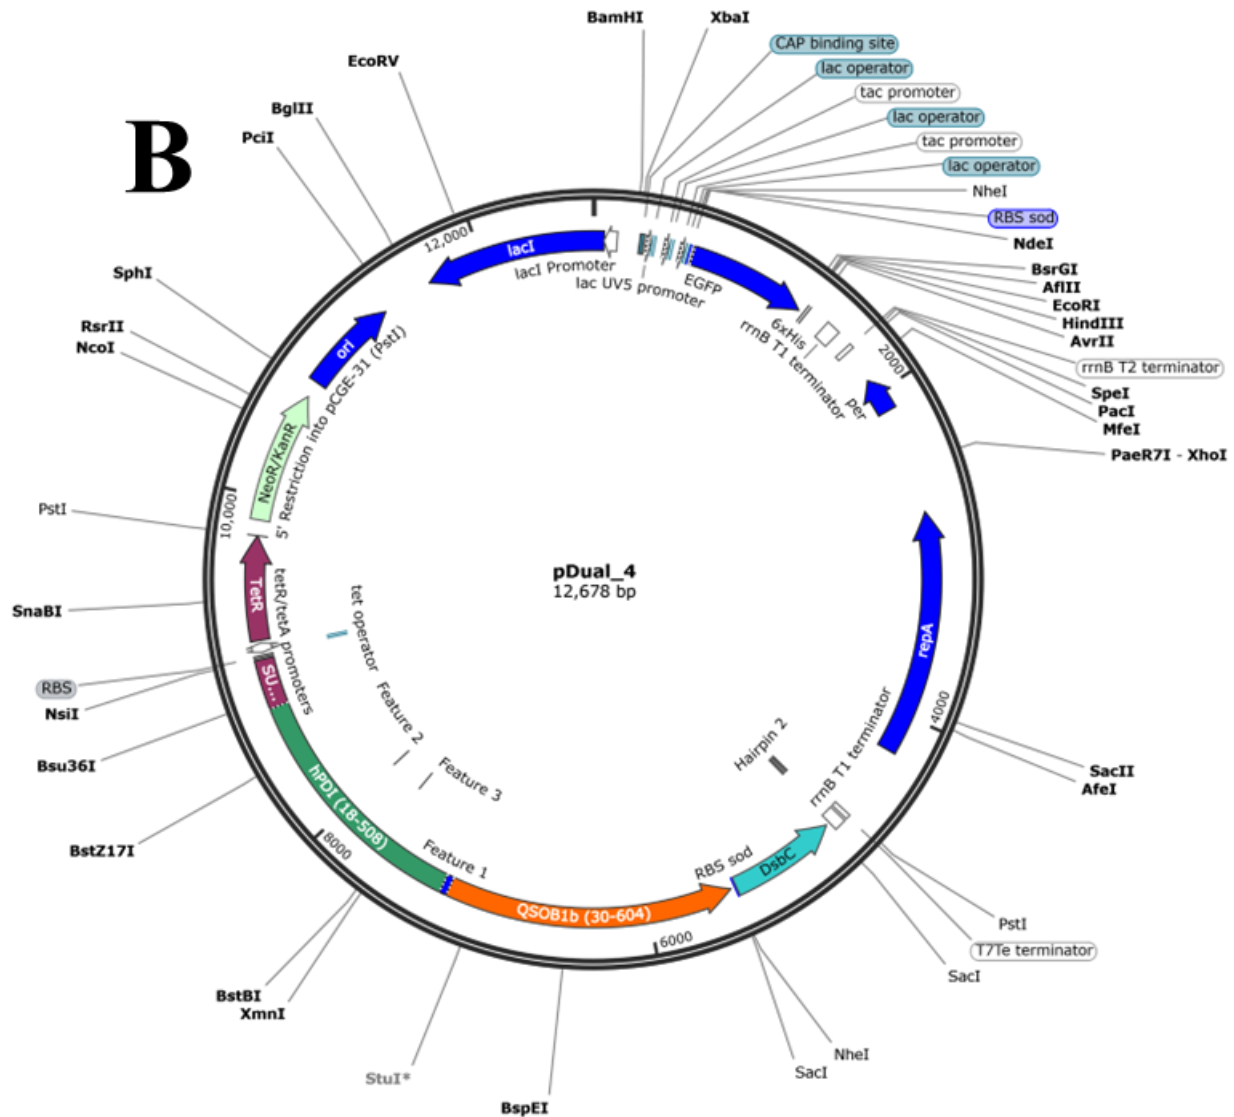 B
BamHI
XbaI
CAP binding site
lac operator
tac promoter
lac operator
tac promoter
lac operator
NheI
RBS sod
NdeI
BsrGI
AflII
EcoRI
HindIII
AvrII
rrnB T2 terminator
SpeI
PacI
MfeI
PaeR7I - XhoI
SacII
AfeI
PstI
T7Te terminator
SacI
NheI
SacI
BspEI
StuI*
XmnI
BstBI
BstZ17I
Bsu36I
NsiI
RBS
SnaBI
PstI
NcoI
RsrII
SphI
PciI
BglII
EcoRV
12,000
2000
4000
6000
8000
10,000
lacI
lacI Promoter
lac UV5 promoter
EGFP
6xHis
rrnB T1 terminator
per
repA
rrnB T1 terminator
Hairpin 2
DsbC
RBS sod
QSOB1b (30-604)
Feature 1
hPDI (18-508)
Feature 3
Feature 2
tet operator
SU...
tetR/tetA promoters
TetR
5' Restriction into pCGE-31 (PstI)
NeoR/KanR
ori
pDual_4
12,678 bp